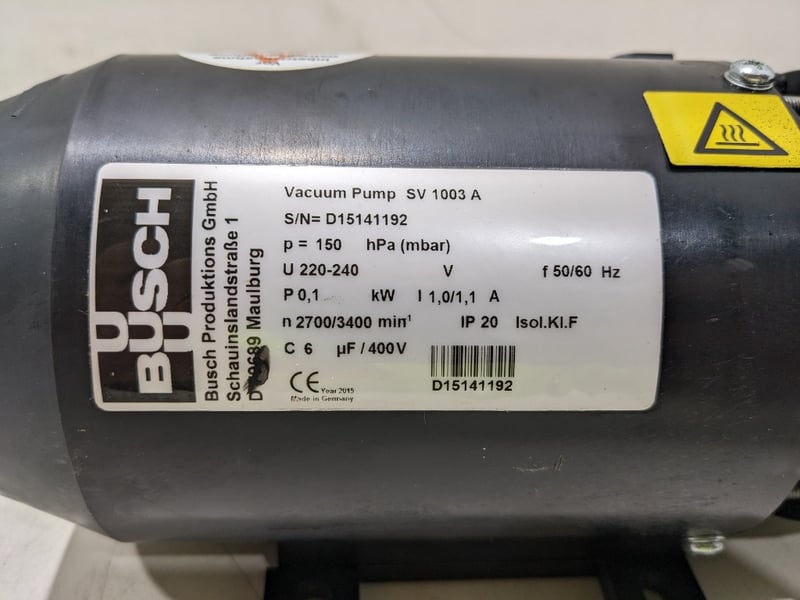 BUSCH
Busch Produktions GmbH
Schauinslandstraße 1
Maulburg
Vacuum Pump SV 1003 A
S/N= D15141192
p = 150 hPa (mbar)
U 220-240 V f 50/60 Hz
P 0,1 kW I 1,0/1,1 A
n 2700/3400 min⁻¹ IP 20 Isol.Kl.F
C 6 µF / 400V
CE Year 2015
Made in Germany
D15141192